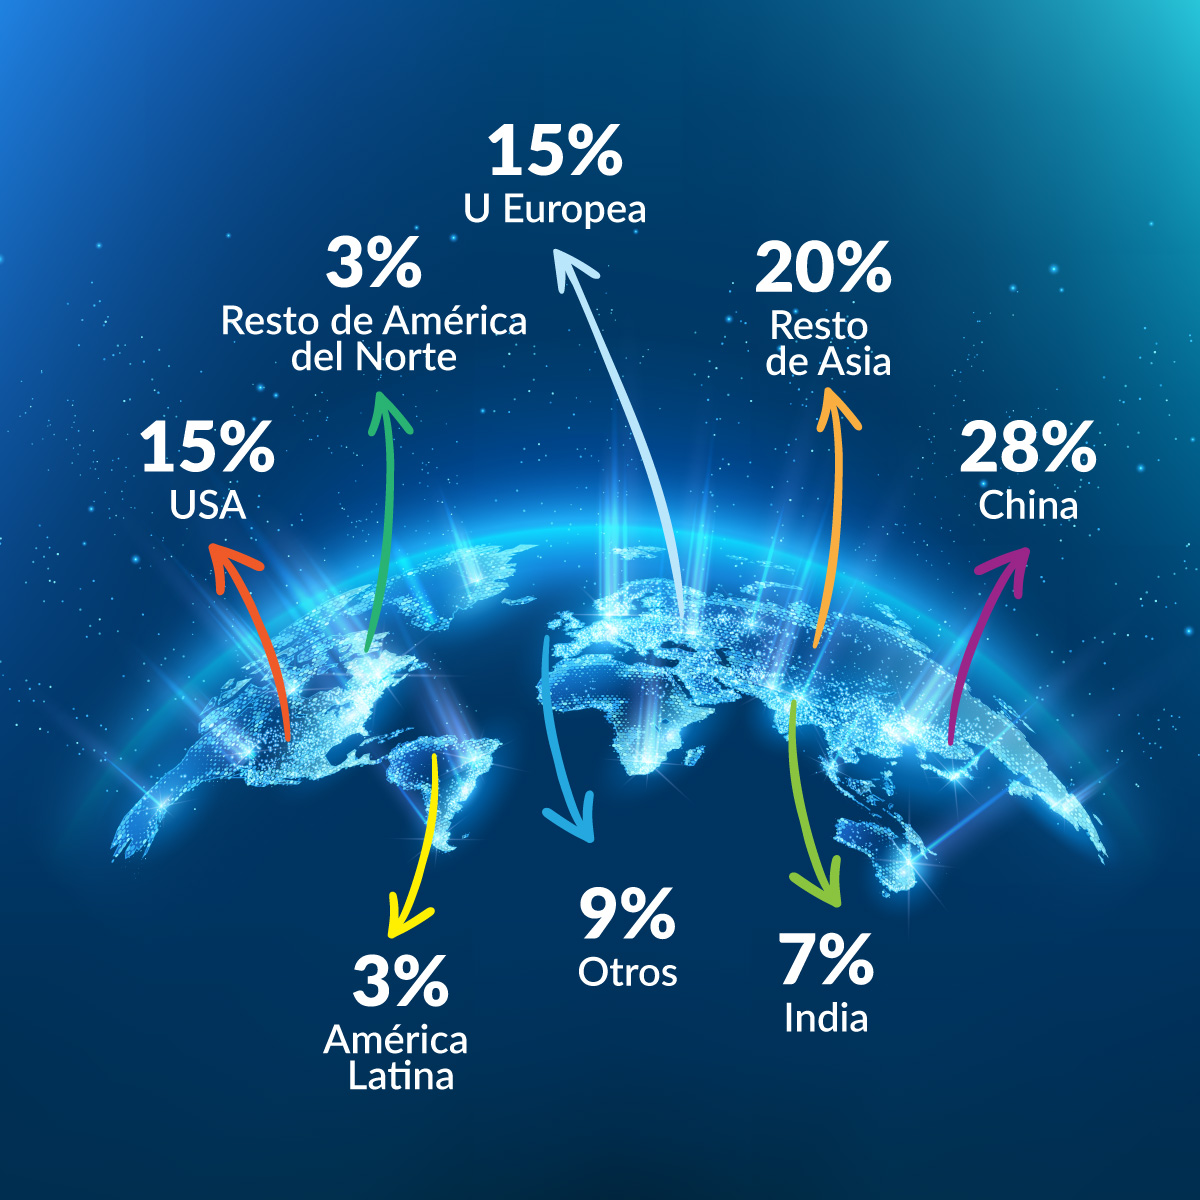 15%
U Europea
3%
Resto de América
del Norte
20%
Resto
de Asia
15%
USA
28%
China
9%
Otros
7%
India
3%
América
Latina